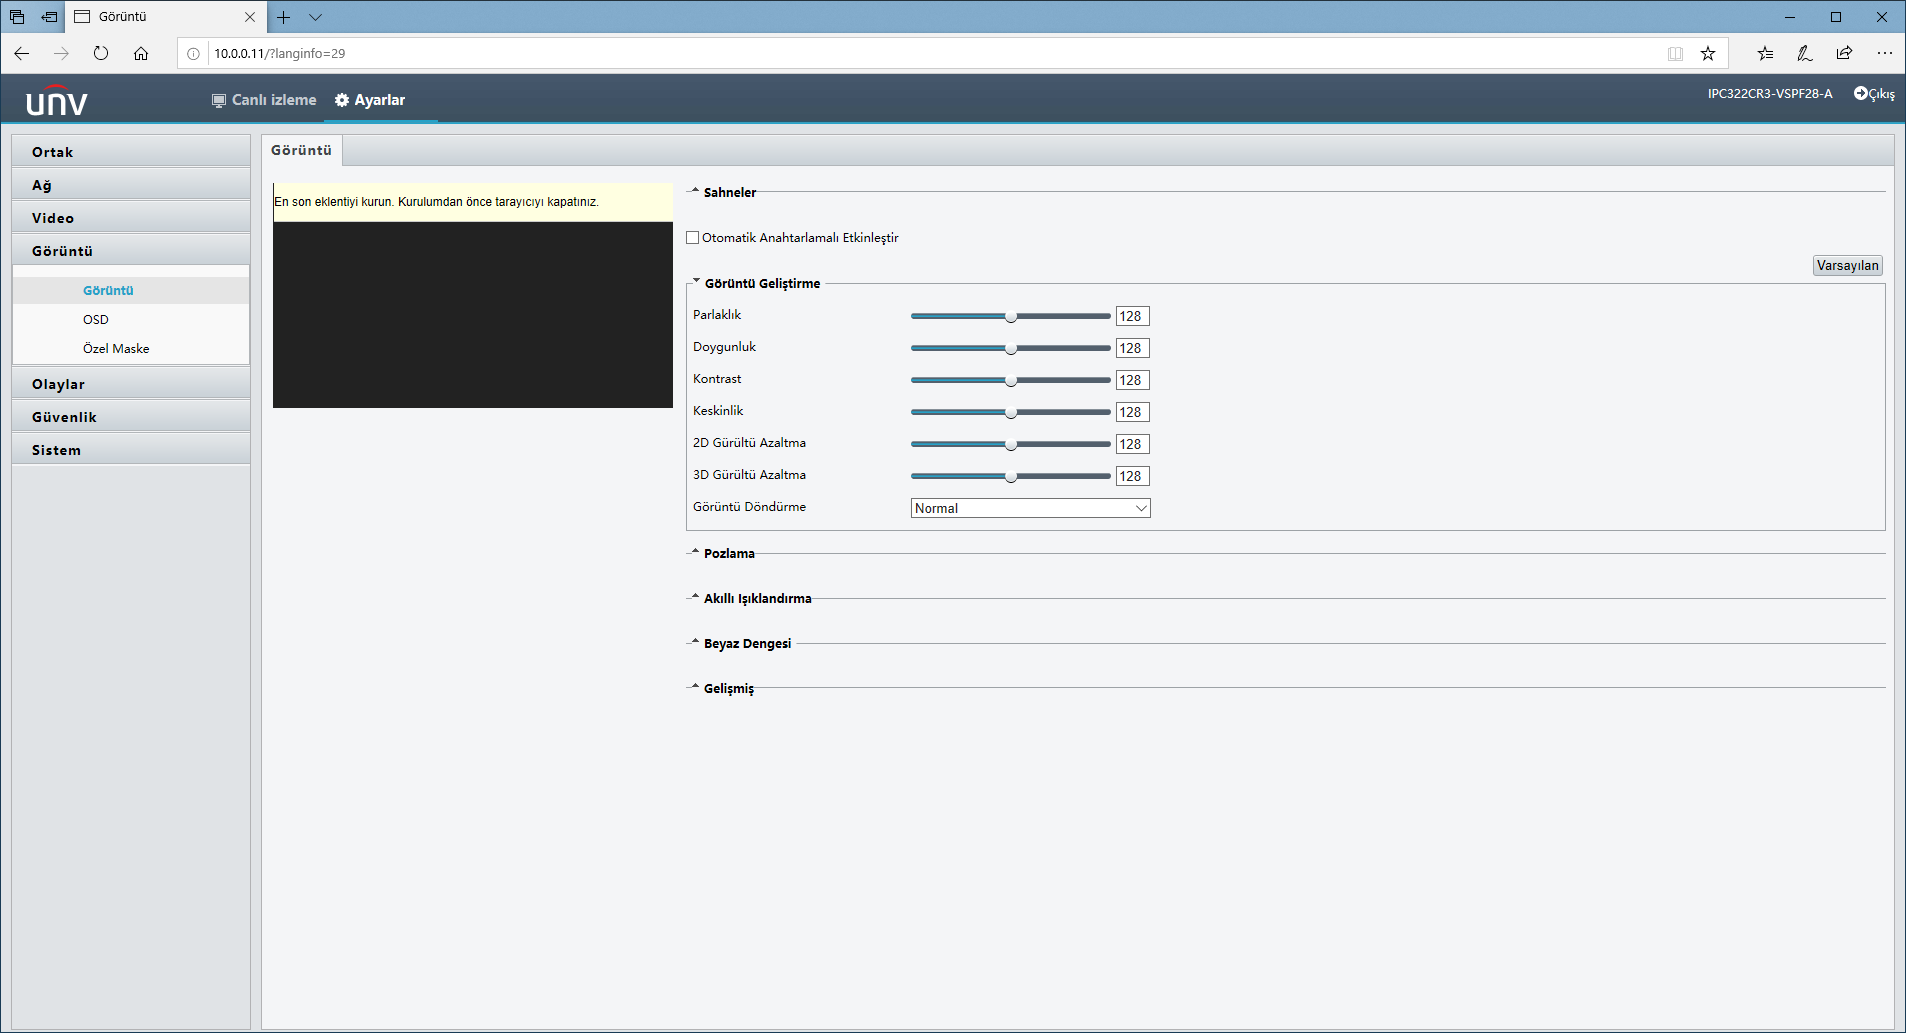 Görüntü
10.0.0.11/?langinfo=29
unv
Canlı izleme
Ayarlar
IPC322CR3-VSPF28-A
Çıkış
Ortak
Ağ
Video
Görüntü
Görüntü
OSD
Özel Maske
Olaylar
Güvenlik
Sistem
Görüntü
En son eklentiyi kurun. Kurulumdan önce tarayıcıyı kapatınız.
Sahneler
Otomatik Anahtarlamalı Etkinleştir
Varsayılan
Görüntü Geliştirme
Parlaklık 128
Doygunluk 128
Kontrast 128
Keskinlik 128
2D Gürültü Azaltma 128
3D Gürültü Azaltma 128
Görüntü Döndürme Normal
Pozlama
Akıllı Işıklandırma
Beyaz Dengesi
Gelişmiş